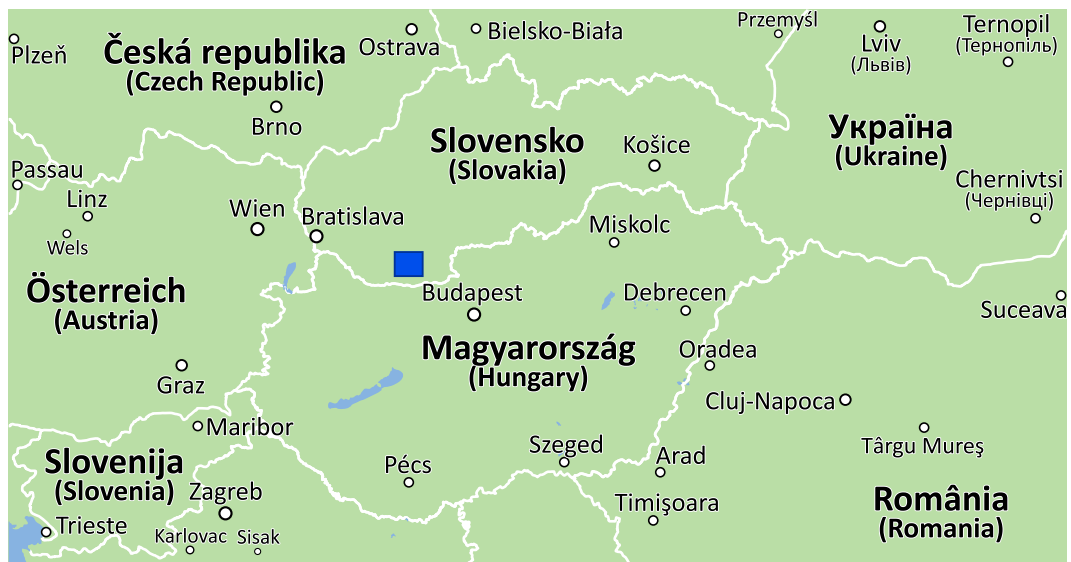 Przemyśl
Ternopil
(Тернопіль)
Bielsko-Biała
Plzeň
Česká republika
(Czech Republic)
Ostrava
Lviv
(Львів)
Brno
Slovensko
(Slovakia)
Košice
Україна
(Ukraine)
Passau
Linz
Wels
Wien
Bratislava
Miskolc
Chernivtsi
(Чернівці)
Österreich
(Austria)
Budapest
Debrecen
Suceava
Magyarország
(Hungary)
Oradea
Graz
Cluj-Napoca
Maribor
Szeged
Târgu Mureş
Slovenija
(Slovenia)
Zagreb
Pécs
Arad
Timişoara
România
(Romania)
Trieste
Karlovac
Sisak